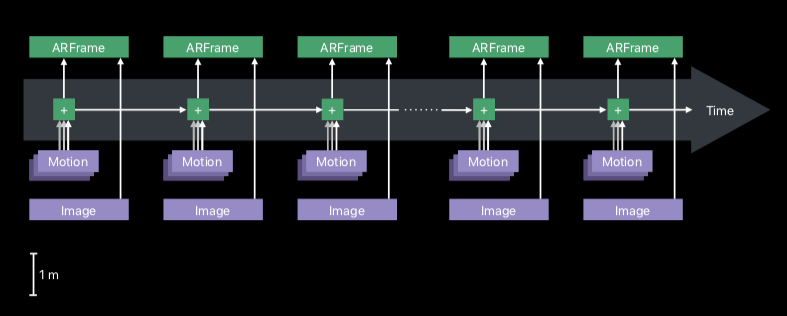 ARFrame ARFrame ARFrame ARFrame ARFrame
+ + + + + Time
Motion Motion Motion Motion Motion
Image Image Image Image Image
1 m